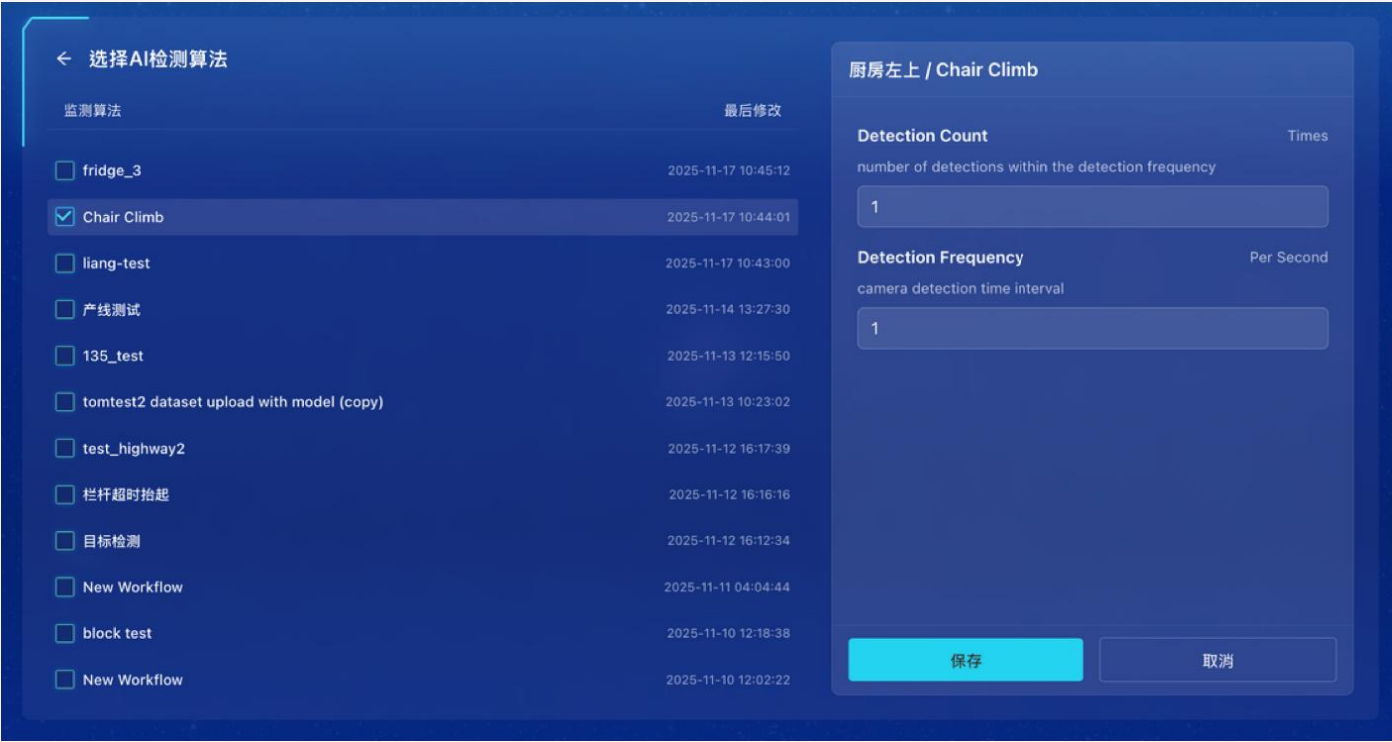 ← 选择AI检测算法
监测算法 最后修改
fridge_3 2025-11-17 10:45:12
Chair Climb 2025-11-17 10:44:01
liang-test 2025-11-17 10:43:00
产线测试 2025-11-14 13:27:30
135_test 2025-11-13 12:15:50
tomtest2 dataset upload with model (copy) 2025-11-13 10:23:02
test_highway2 2025-11-12 16:17:39
栏杆超时抬起 2025-11-12 16:16:16
目标检测 2025-11-12 16:12:34
New Workflow 2025-11-11 04:04:44
block test 2025-11-10 12:18:38
New Workflow 2025-11-10 12:02:22
厨房左上 / Chair Climb
Detection Count Times
number of detections within the detection frequency
1
Detection Frequency Per Second
camera detection time interval
1
保存 取消